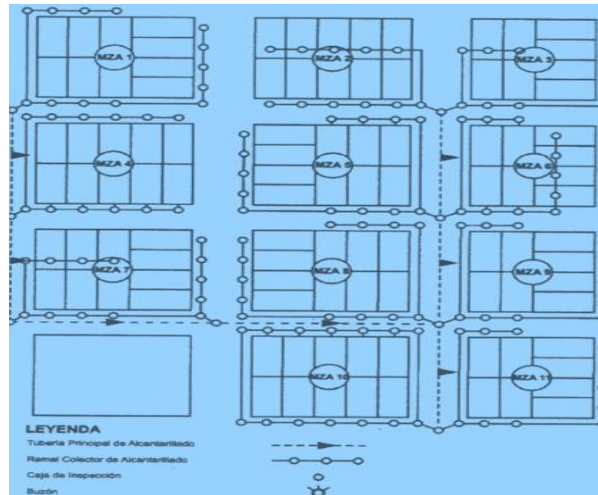 MZA 1
MZA 2
MZA 3
MZA 4
MZA 5
MZA 6
MZA 7
MZA 8
MZA 9
MZA 10
MZA 11
LEYENDA
Tubería Principal de Alcantarillado
Ramal Colector de Alcantarillado
Caja de Inspección
Buzón